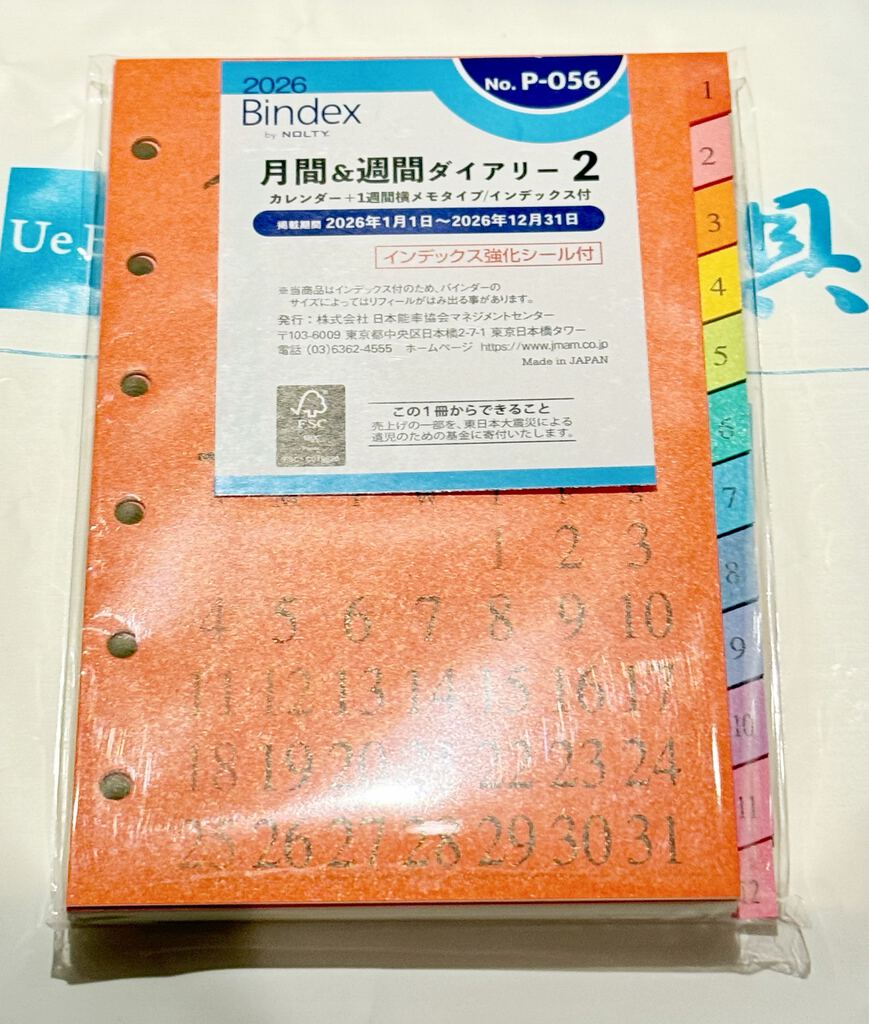 2026
Bindex
by NOLTY.
No. P-056
月間&週間ダイアリー 2
カレンダー+1週間横メモタイプ/インデックス付
掲載期間 2026年1月1日〜2026年12月31日
インデックス強化シール付
※当商品はインデックス付のため、バインダーの
サイズによってはリフィールがはみ出る事があります。
発行:株式会社 日本能率協会マネジメントセンター
〒103-6009 東京都中央区日本橋2-7-1 東京日本橋タワー
電話 (03)6362-4555 ホームページ https://www.jmam.co.jp
Made in JAPAN
FSC
この1冊からできること
売上げの一部を、東日本大震災による
遺児のための基金に寄付いたします。
1 2 3
4 5 6 7 8 9 10
11 12 13 14 15 16 17
18 19 20 21 22 23 24
25 26 27 28 29 30 31
1
2
3
4
5
6
7
8
9
10
11
12
Ue.
具